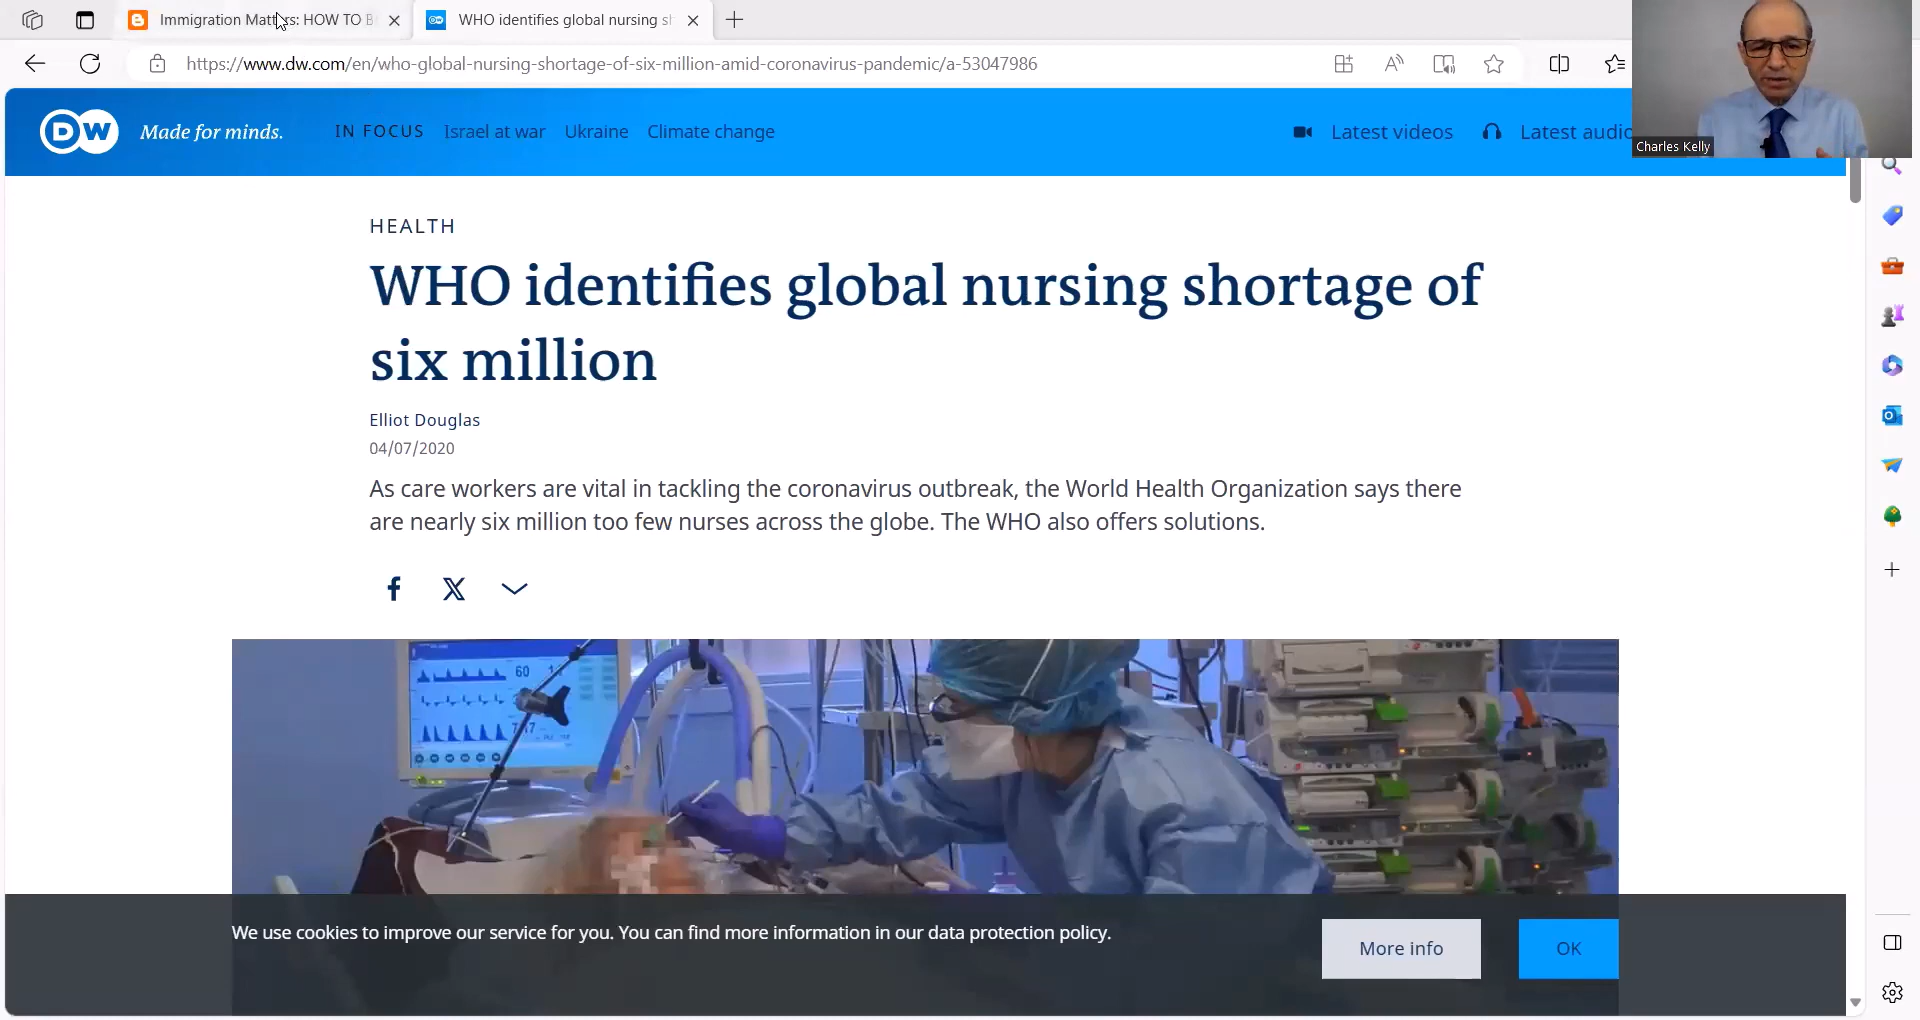 Immigration Matters: HOW TO B
WHO identifies global nursing s
https://www.dw.com/en/who-global-nursing-shortage-of-six-million-amid-coronavirus-pandemic/a-53047986
DW Made for minds. IN FOCUS Israel at war Ukraine Climate change Latest videos Latest audio
Charles Kelly
HEALTH
WHO identifies global nursing shortage of
six million
Elliot Douglas
04/07/2020
As care workers are vital in tackling the coronavirus outbreak, the World Health Organization says there
are nearly six million too few nurses across the globe. The WHO also offers solutions.
60
We use cookies to improve our service for you. You can find more information in our data protection policy.
More info
OK